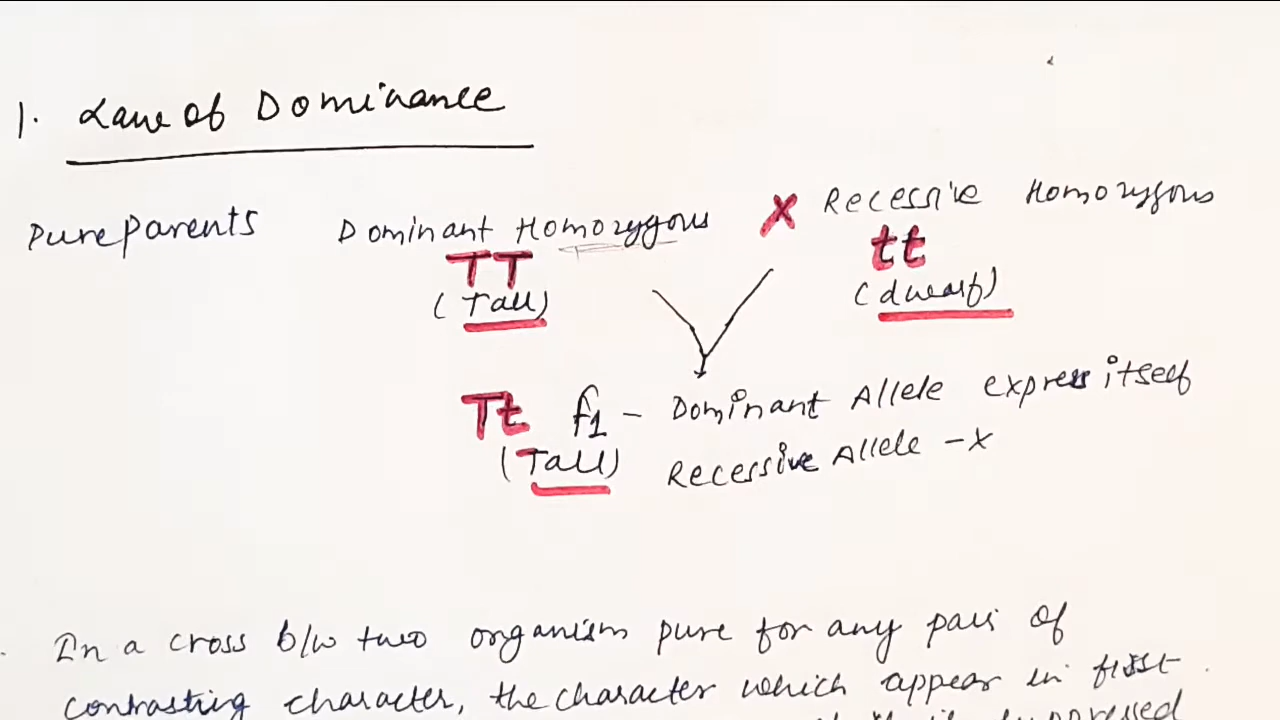 1. Law of Dominance
Pure Parents Dominant Homozygous X Recessive Homozygous
TT tt
(Tall) (dwarf)
Tt f1 - Dominant Allele express itself
(Tall) Recessive Allele -x
In a cross b/w two organism pure for any pair of
contrasting character, the character which appear in first